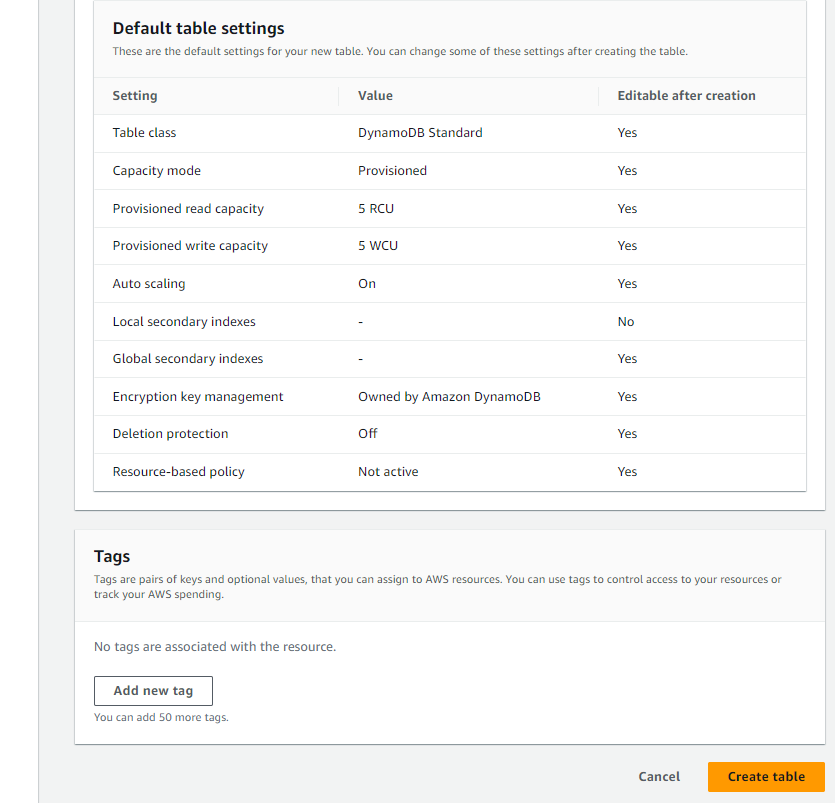 Default table settings
These are the default settings for your new table. You can change some of these settings after creating the table.
Setting Value Editable after creation
Table class DynamoDB Standard Yes
Capacity mode Provisioned Yes
Provisioned read capacity 5 RCU Yes
Provisioned write capacity 5 WCU Yes
Auto scaling On Yes
Local secondary indexes - No
Global secondary indexes - Yes
Encryption key management Owned by Amazon DynamoDB Yes
Deletion protection Off Yes
Resource-based policy Not active Yes
Tags
Tags are pairs of keys and optional values, that you can assign to AWS resources. You can use tags to control access to your resources or
track your AWS spending.
No tags are associated with the resource.
Add new tag
You can add 50 more tags.
Cancel Create table